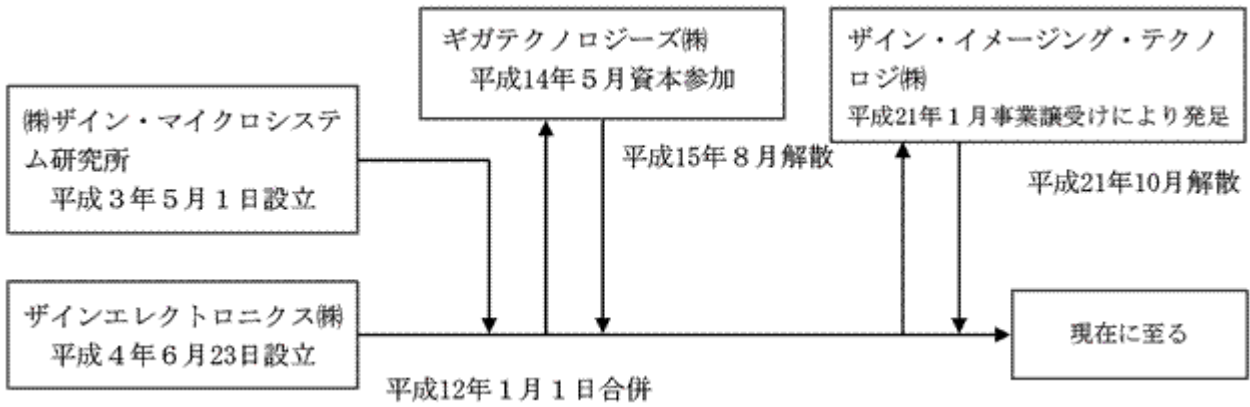 ㈱ザイン・マイクロシステ
ム研究所
平成３年５月１日設立
ザインエレクトロニクス㈱
平成４年６月23日設立
平成12年１月１日合併
ギガテクノロジーズ㈱
平成14年５月資本参加
平成15年８月解散
ザイン・イメージング・テクノ
ロジ㈱
平成21年１月事業譲受けにより発足
平成21年10月解散
現在に至る